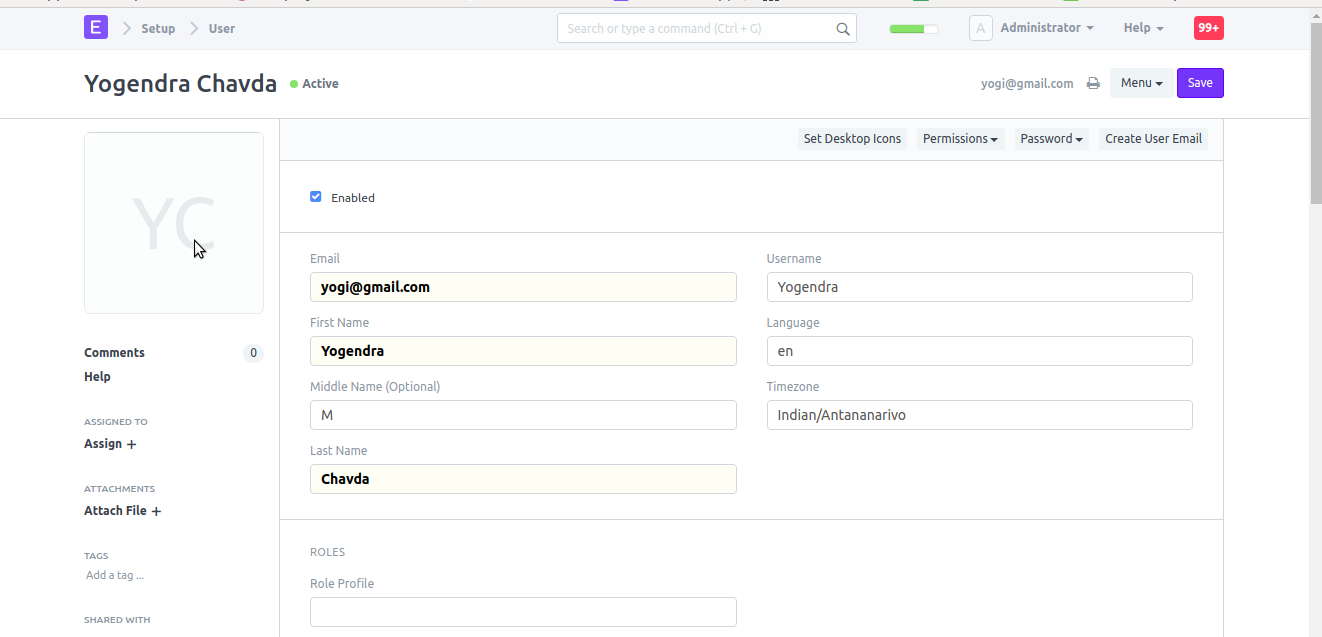 E Setup User Search or type a command (Ctrl + G) A Administrator Help 99+
Yogendra Chavda Active yogi@gmail.com Menu Save
Set Desktop Icons Permissions Password Create User Email
YC
Enabled
Email
yogi@gmail.com
Username
Yogendra
First Name
Yogendra
Language
en
Middle Name (Optional)
M
Timezone
Indian/Antananarivo
Last Name
Chavda
Comments 0
Help
ASSIGNED TO
Assign +
ATTACHMENTS
Attach File +
TAGS
Add a tag ...
SHARED WITH
ROLES
Role Profile